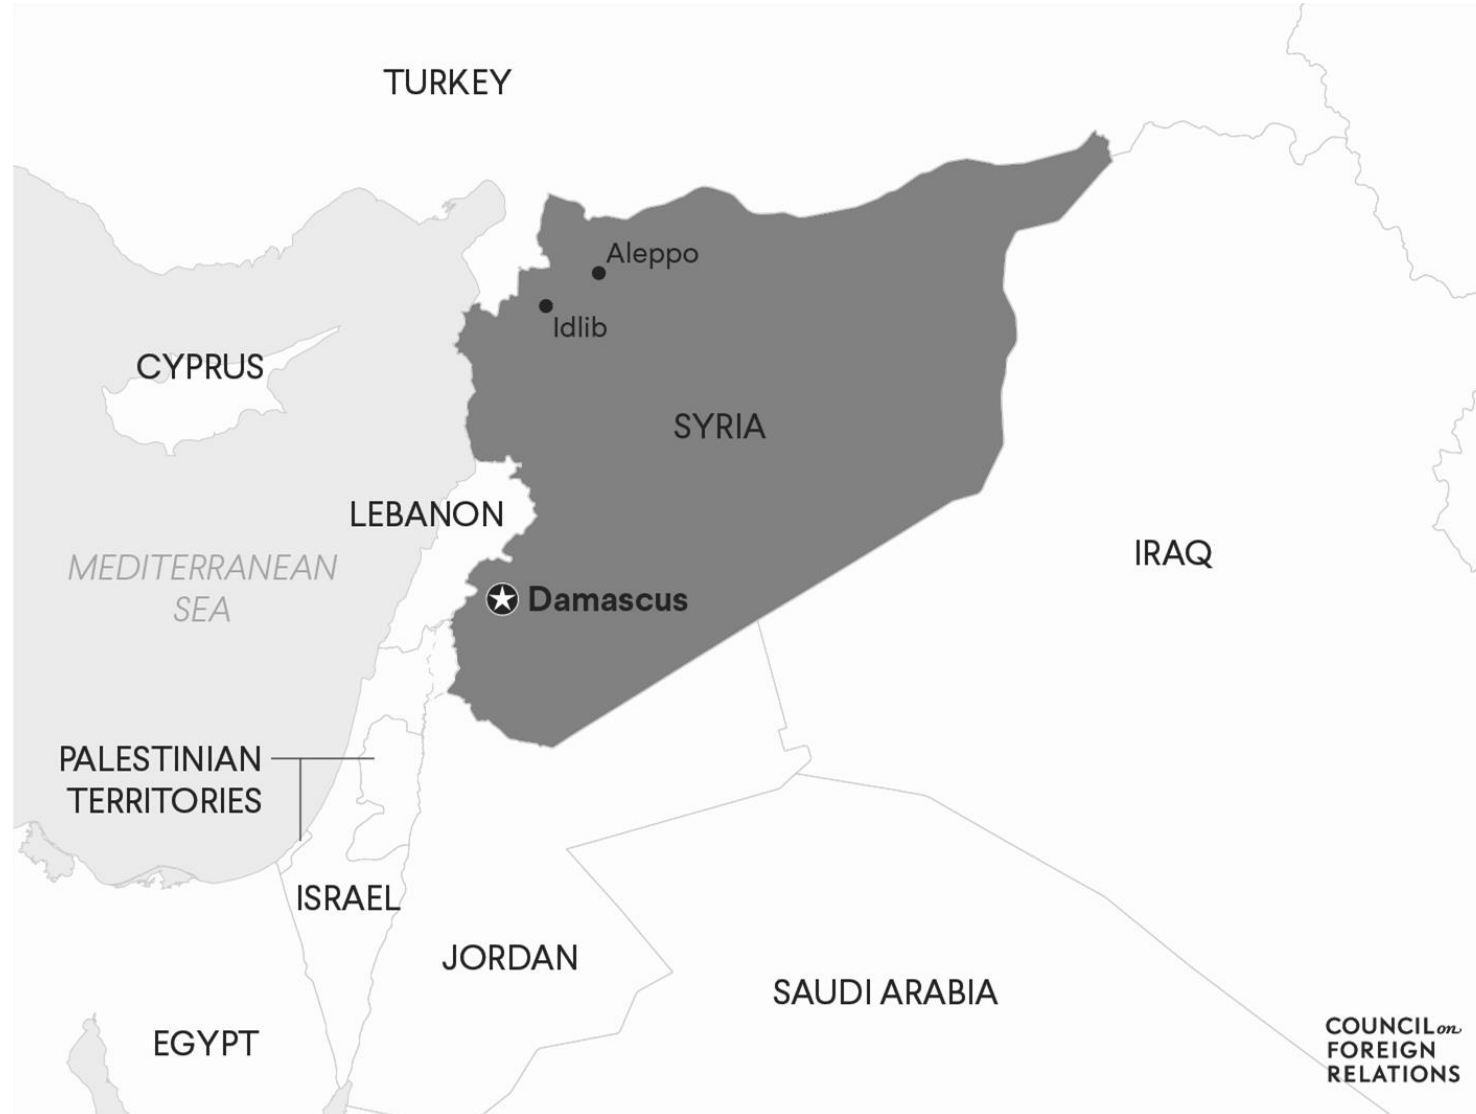 TURKEY
Aleppo
Idlib
CYPRUS
SYRIA
LEBANON
IRAQ
MEDITERRANEAN
SEA
Damascus
PALESTINIAN
TERRITORIES
ISRAEL
JORDAN
SAUDI ARABIA
EGYPT
COUNCIL on
FOREIGN
RELATIONS